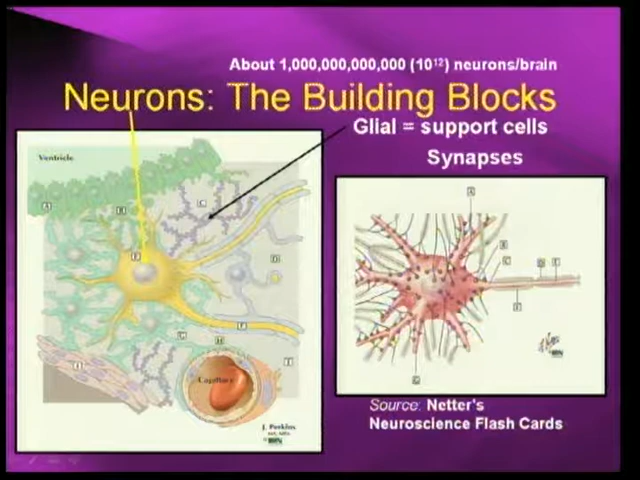 About 1,000,000,000,000 (10¹²) neurons/brain
Neurons: The Building Blocks
Glial = support cells
Synapses
Ventricle
Capillary
J. Perkins
Source: Netter's
Neuroscience Flash Cards